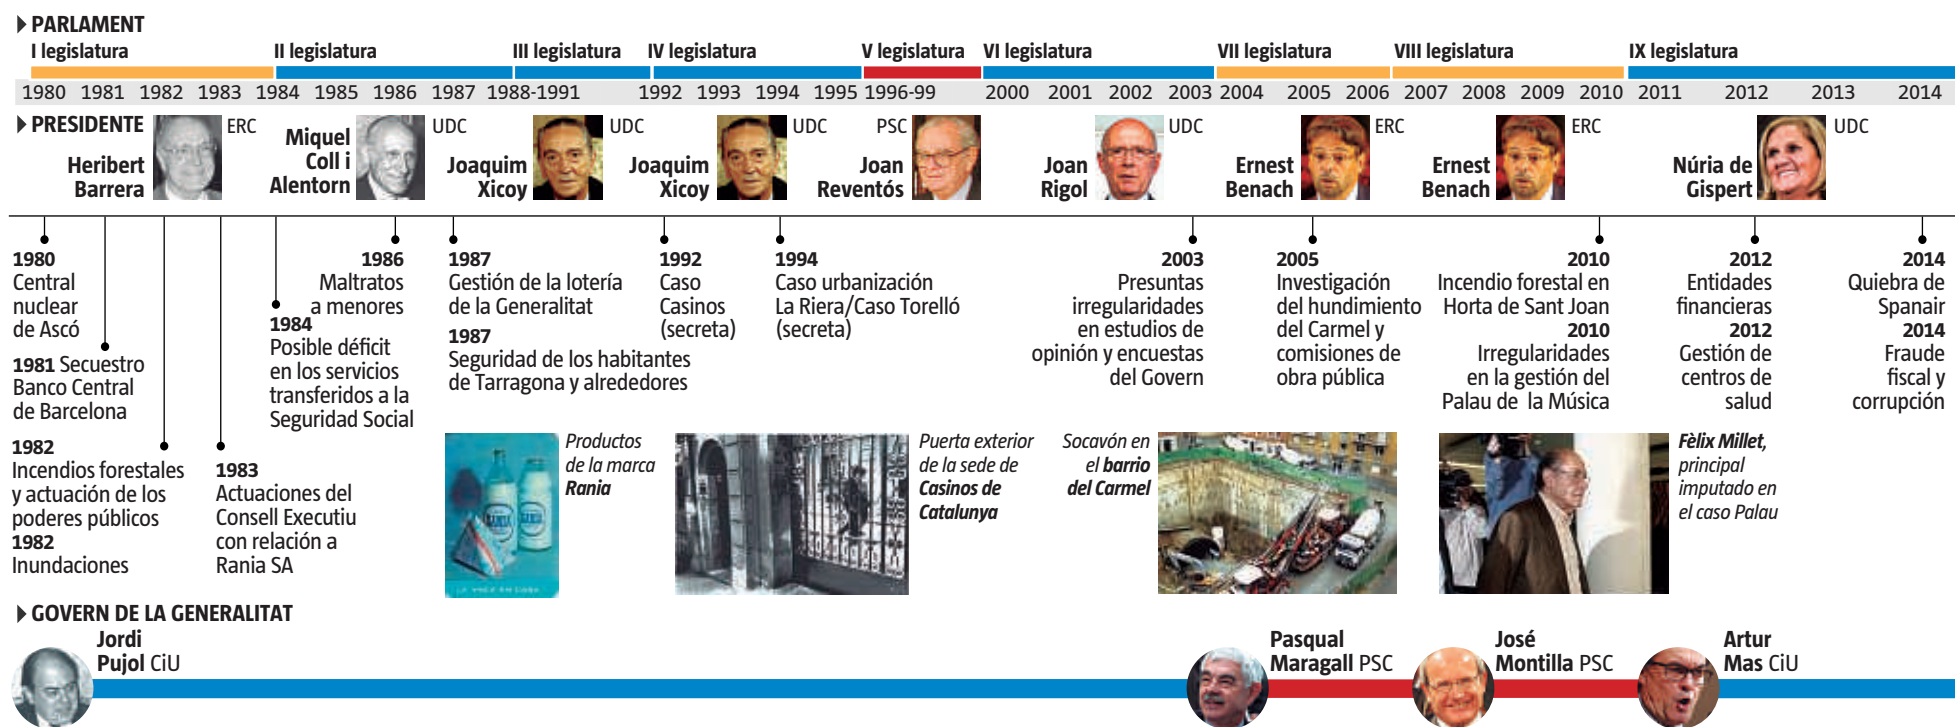 PARLAMENT
I legislatura
II legislatura
III legislatura
IV legislatura
V legislatura
VI legislatura
VII legislatura
VIII legislatura
IX legislatura
1980 1981 1982 1983 1984 1985 1986 1987 1988-1991 1992 1993 1994 1995 1996-99 2000 2001 2002 2003 2004 2005 2006 2007 2008 2009 2010 2011 2012 2013 2014
PRESIDENTE
Heribert
Barrera
ERC
Miquel
Coll i
Alentorn
UDC
Joaquim
Xicoy
UDC
Joaquim
Xicoy
UDC
Joan
Reventós
PSC
Joan
Rigol
UDC
Ernest
Benach
ERC
Ernest
Benach
ERC
Núria de
Gispert
UDC
1980
Central
nuclear
de Ascó
1981 Secuestro
Banco Central
de Barcelona
1982
Incendios forestales
y actuación de los
poderes públicos
1982
Inundaciones
1983
Actuaciones del
Consell Executiu
con relación a
Rania SA
1984
Posible déficit
en los servicios
transferidos a la
Seguridad Social
1986
Maltratos
a menores
1987
Gestión de la lotería
de la Generalitat
1987
Seguridad de los habitantes
de Tarragona y alrededores
1992
Caso
Casinos
(secreta)
1994
Caso urbanización
La Riera/Caso Torelló
(secreta)
2003
Presuntas
irregularidades
en estudios de
opinión y encuestas
del Govern
2005
Investigación
del hundimiento
del Carmel y
comisiones de
obra pública
2010
Incendio forestal en
Horta de Sant Joan
2010
Irregularidades
en la gestión del
Palau de la Música
2012
Entidades
financieras
2012
Gestión de
centros de
salud
2014
Quiebra de
Spanair
2014
Fraude
fiscal y
corrupción
Productos
de la marca
Rania
Puerta exterior
de la sede de
Casinos de
Catalunya
Socavón en
el barrio
del Carmel
Fèlix Millet,
principal
imputado en
el caso Palau
GOVERN DE LA GENERALITAT
Jordi
Pujol CiU
Pasqual
Maragall PSC
José
Montilla PSC
Artur
Mas CiU